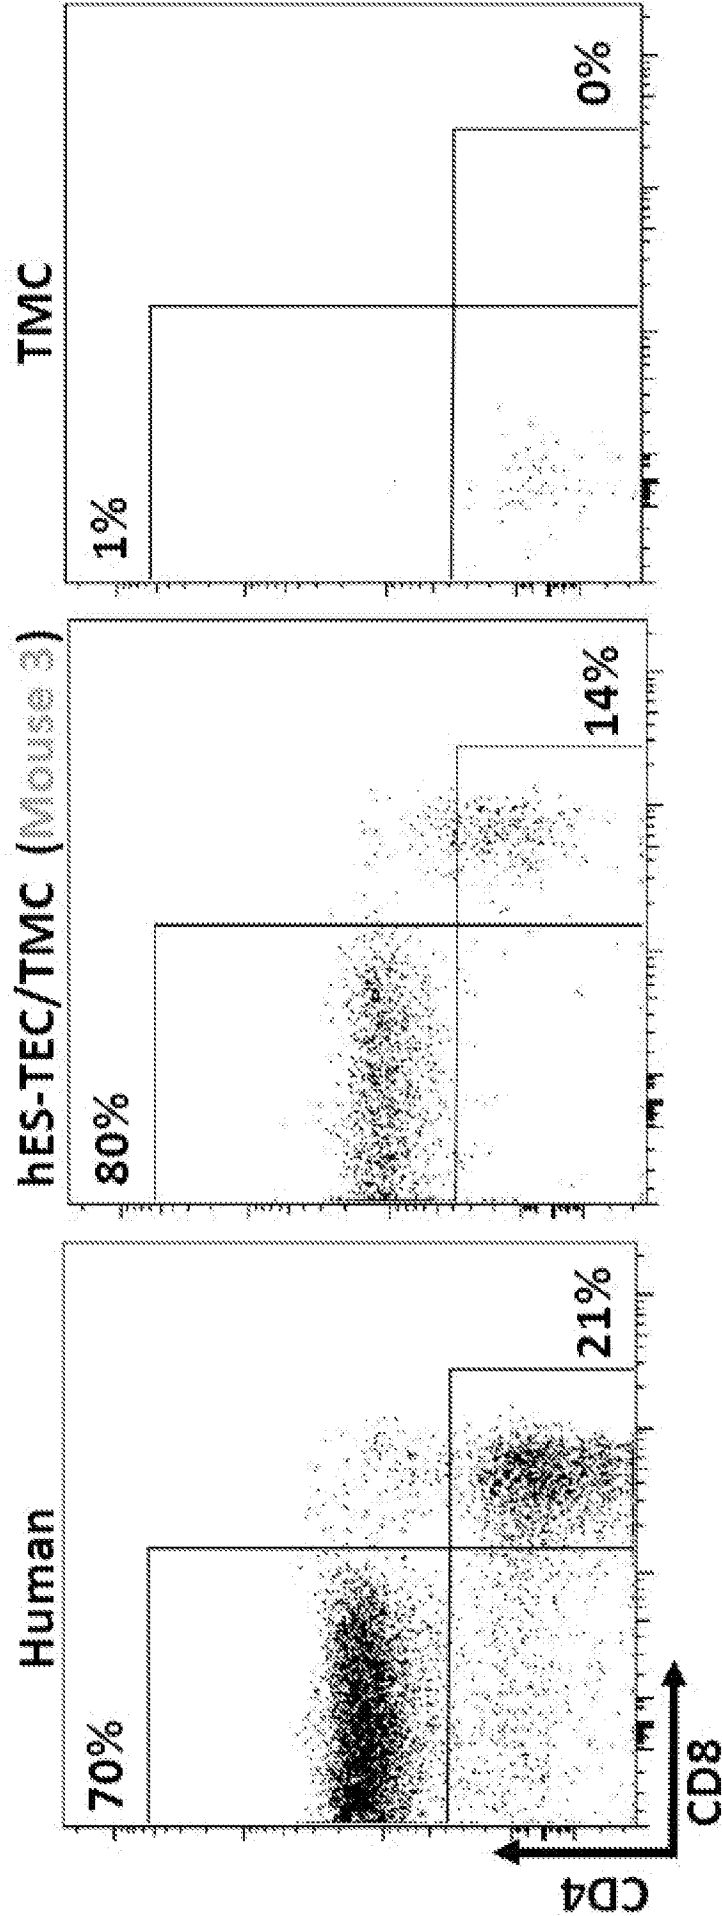 Human
hES-TEC/TMC (Mouse 3)
TMC
70%
21%
80%
14%
1%
0%
CD4
CD8